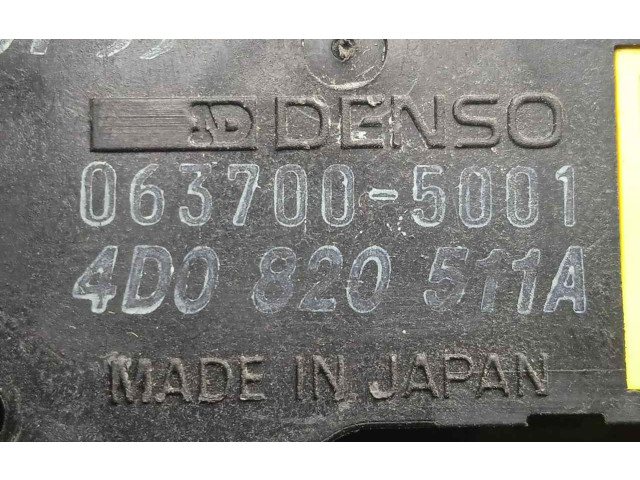 DENSO
063700-5001
4D0 820 511A
MADE IN JAPAN